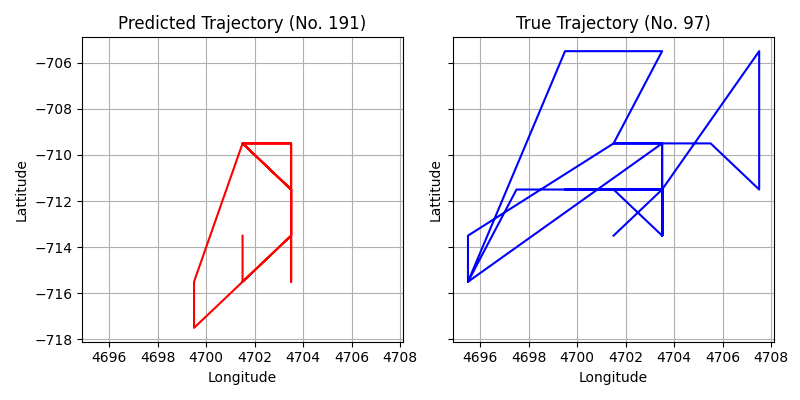 Predicted Trajectory (No. 191)
True Trajectory (No. 97)
Lattitude
−706
−708
−710
−712
−714
−716
−718
4696 4698 4700 4702 4704 4706 4708
Longitude
Lattitude
4696 4698 4700 4702 4704 4706 4708
Longitude